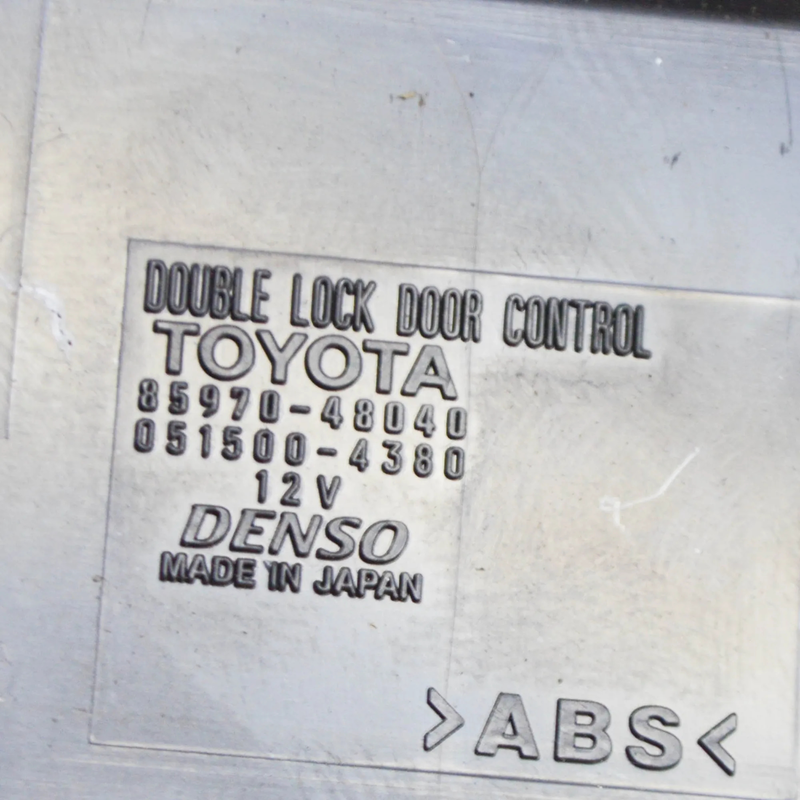 DOUBLE LOCK DOOR CONTROL
TOYOTA
85970-48040
051500-4380
12V
DENSO
MADE IN JAPAN
>ABS<